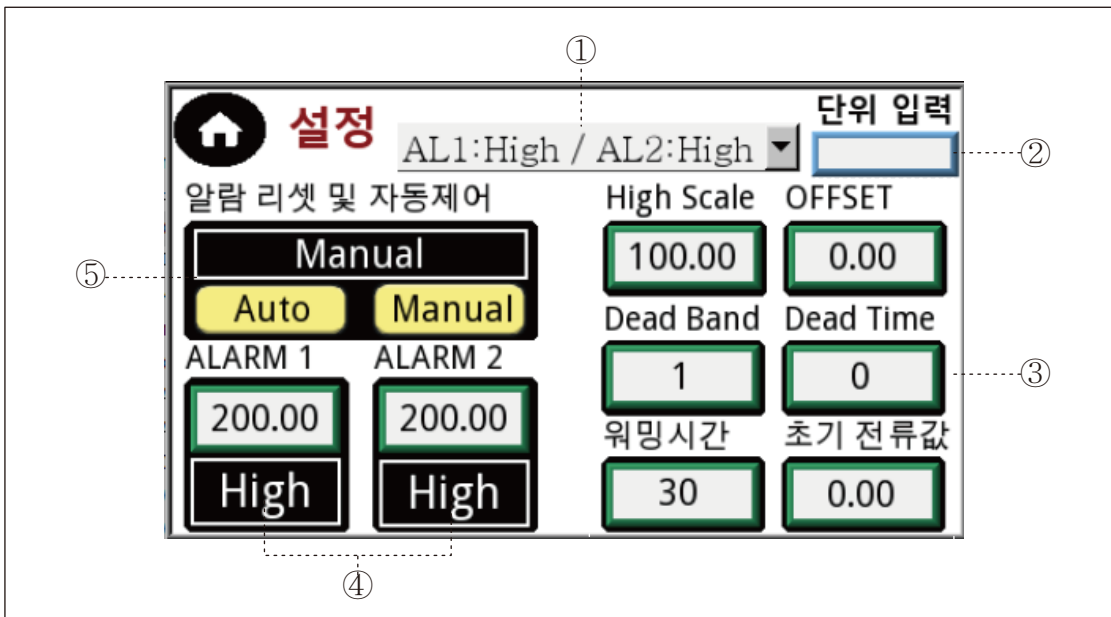 ①
설정
AL1:High / AL2:High
단위 입력
②
알람 리셋 및 자동제어
High Scale
OFFSET
Manual
100.00
0.00
⑤
Auto
Manual
Dead Band
Dead Time
ALARM 1
ALARM 2
1
0
③
200.00
200.00
워밍시간
초기 전류값
High
High
30
0.00
④